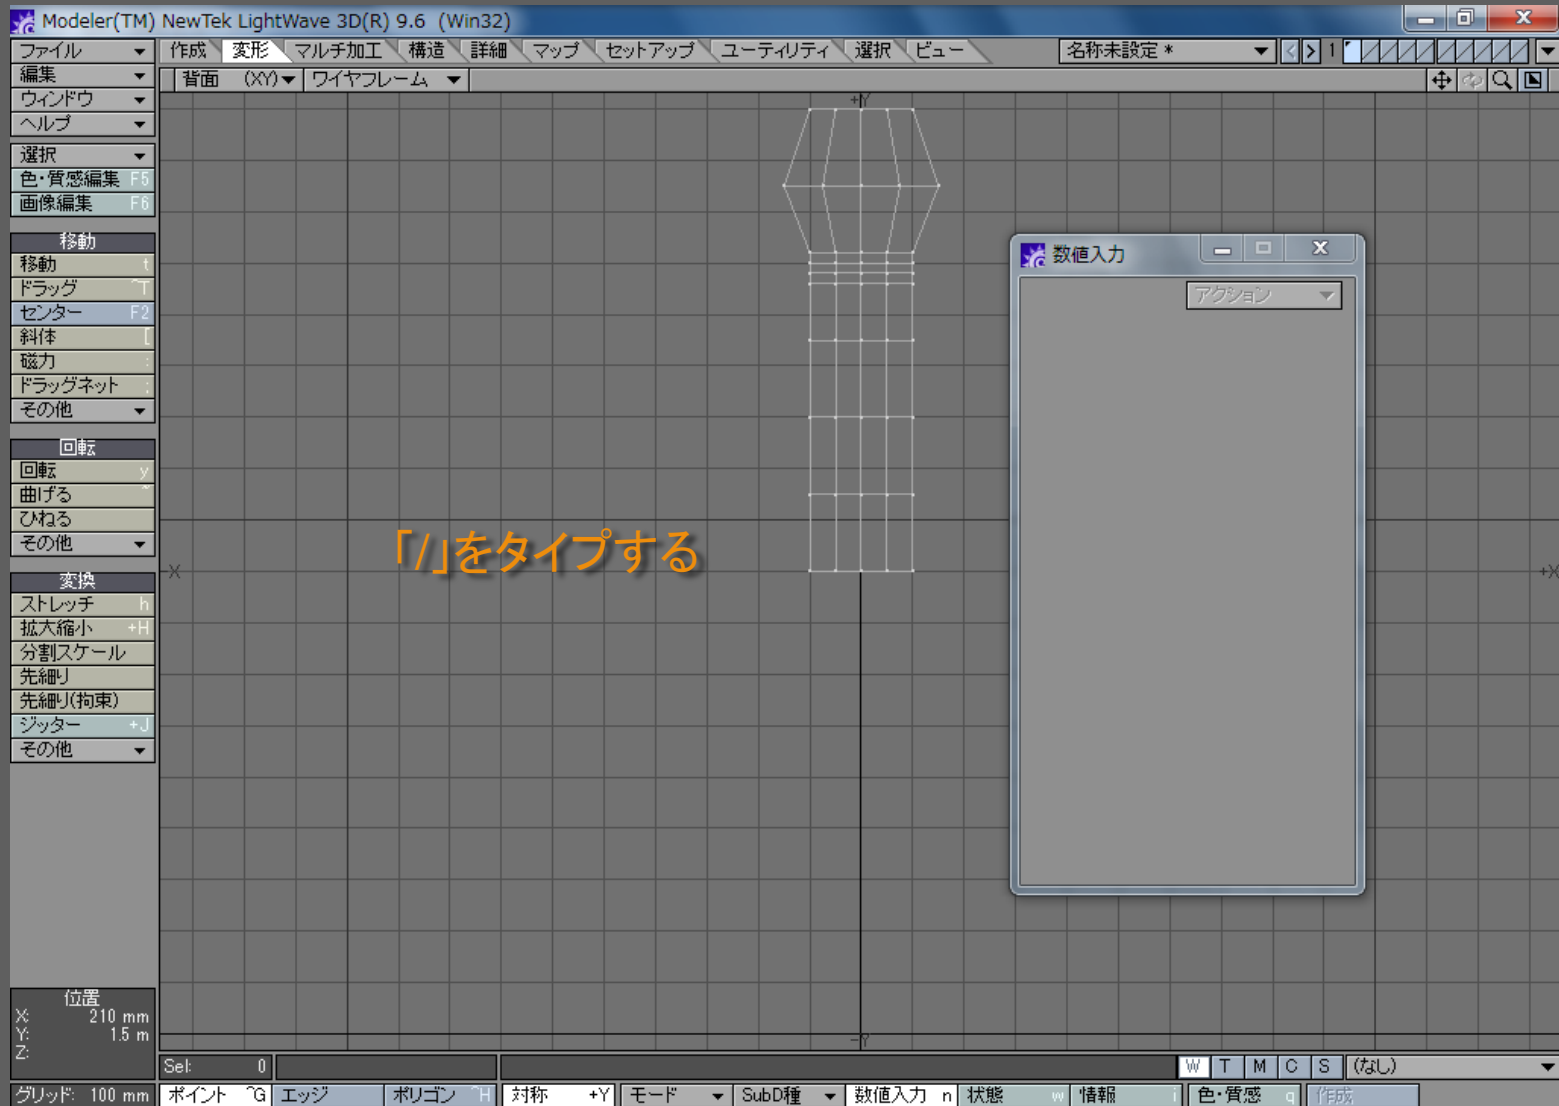 Modeler(TM) NewTek LightWave 3D(R) 9.6 (Win32)
ファイル
作成 変形 マルチ加工 構造 詳細 マップ セットアップ ユーティリティ 選択 ビュー
名称未設定 *
1
編集
背面 (XY) ワイヤフレーム
ウィンドウ
ヘルプ
+Y
選択
色・質感編集 F5
画像編集 F6
移動
移動 t
ドラッグ ^T
センター F2
斜体 [
磁力 :
ドラッグネット ;
その他
回転
回転 y
曲げる ~
ひねる
その他
変換
ストレッチ h
拡大縮小 +H
分割スケール
先細り
先細り(拘束)
ジッター +J
その他
数値入力
アクション
「/」をタイプする
-X
+X
-Y
位置
X: 210 mm
Y: 1.5 m
Z:
Sel: 0
W T M C S (なし)
グリッド: 100 mm
ポイント ^G エッジ ポリゴン ^H 対称 +Y モード SubD種 数値入力 n 状態 w 情報 i 色・質感 q 作成